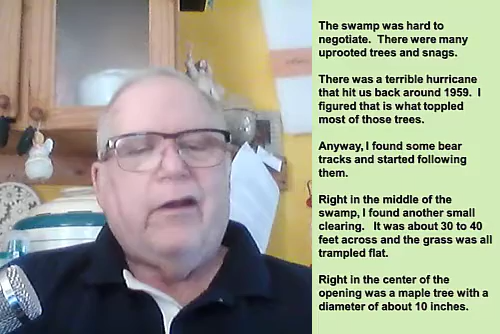 The swamp was hard to
negotiate.  There were many
uprooted trees and snags.
There was a terrible hurricane
that hit us back around 1959.  I
figured that is what toppled
most of those trees.
Anyway, I found some bear
tracks and started following
them.
Right in the middle of the
swamp, I found another small
clearing.   It was about 30 to 40
feet across and the grass was all
trampled flat.
Right in the center of the
opening was a maple tree with a
diameter of about 10 inches.